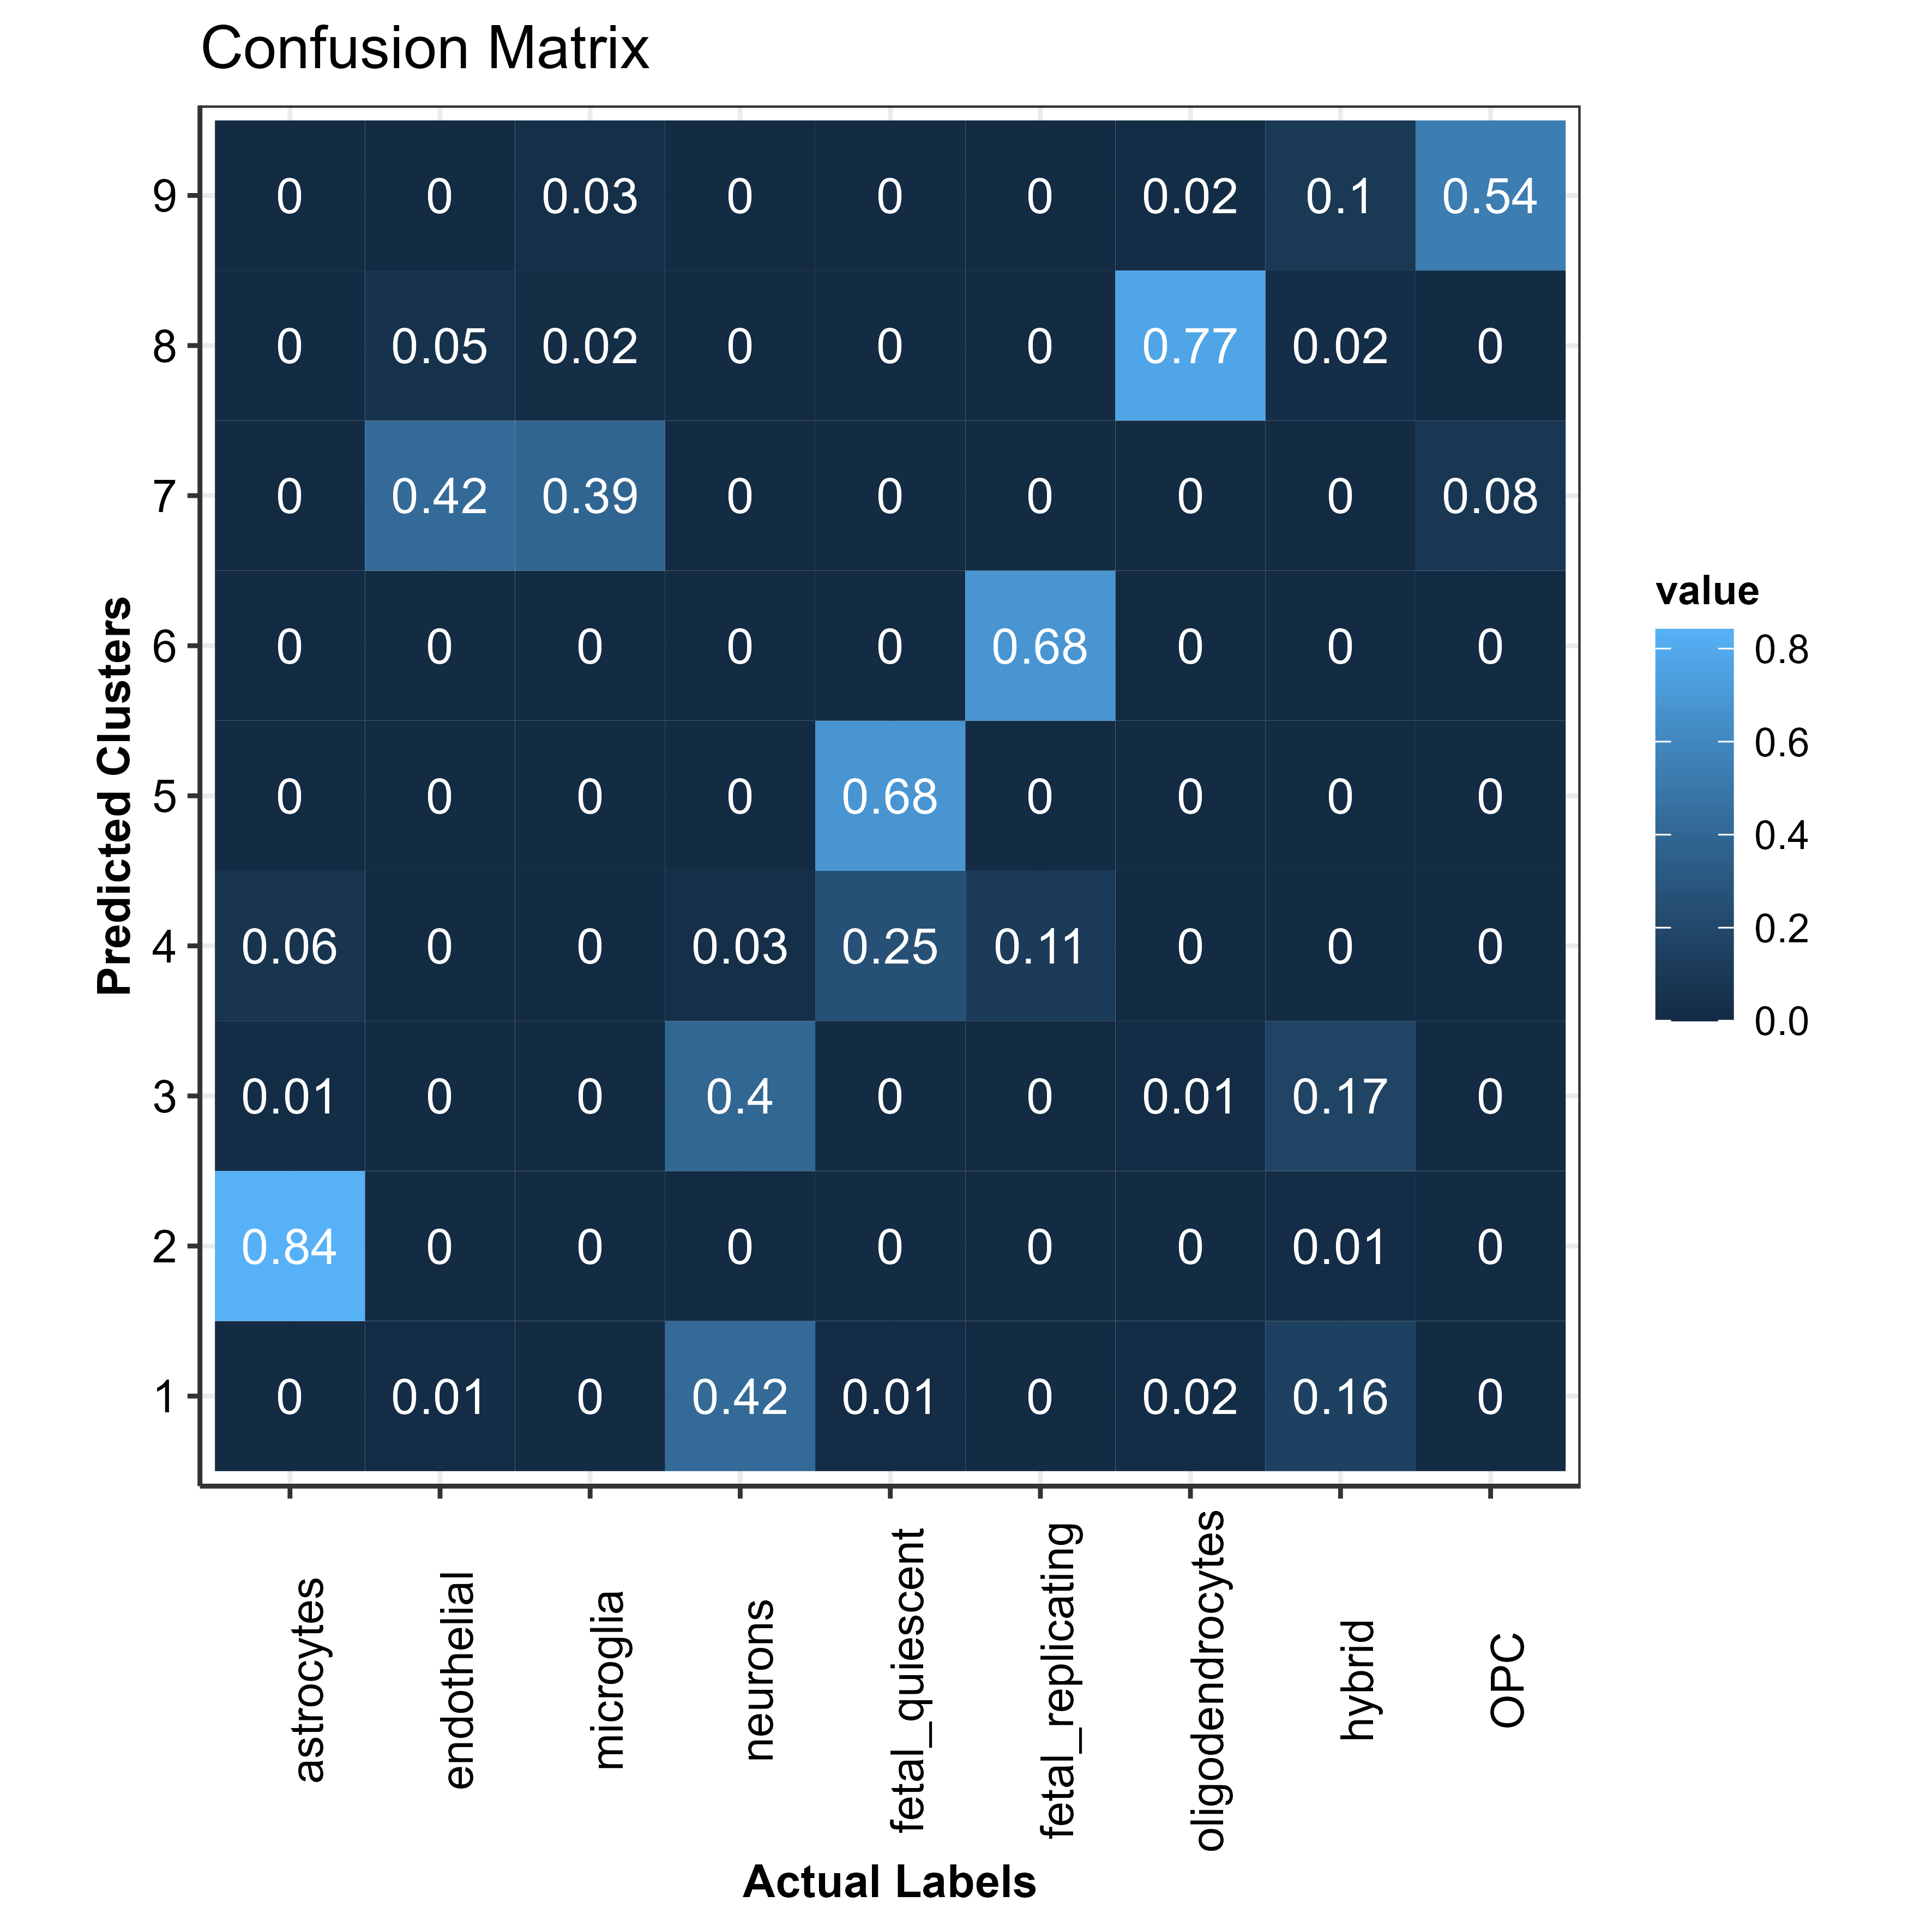 Confusion Matrix
Predicted Clusters
9 0 0 0.03 0 0 0 0.02 0.1 0.54
8 0 0.05 0.02 0 0 0 0.77 0.02 0
7 0 0.42 0.39 0 0 0 0 0 0.08
6 0 0 0 0 0 0.68 0 0 0
5 0 0 0 0 0.68 0 0 0 0
4 0.06 0 0 0.03 0.25 0.11 0 0 0
3 0.01 0 0 0.4 0 0 0.01 0.17 0
2 0.84 0 0 0 0 0 0 0.01 0
1 0 0.01 0 0.42 0.01 0 0.02 0.16 0
astrocytes
endothelial
microglia
neurons
fetal_quiescent
fetal_replicating
oligodendrocytes
hybrid
OPC
Actual Labels
value
0.8
0.6
0.4
0.2
0.0